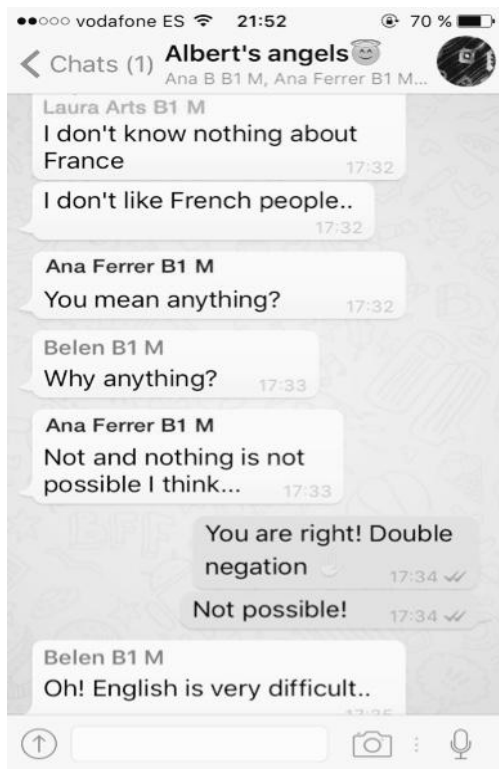 vodafone ES 21:52 70 %
Chats (1) Albert's angels
Ana B B1 M, Ana Ferrer B1 M...
Laura Arts B1 M
I don't know nothing about
France 17:32
I don't like French people..
17:32
Ana Ferrer B1 M
You mean anything? 17:32
Belen B1 M
Why anything? 17:33
Ana Ferrer B1 M
Not and nothing is not
possible I think... 17:33
You are right! Double
negation 17:34
Not possible! 17:34
Belen B1 M
Oh! English is very difficult..